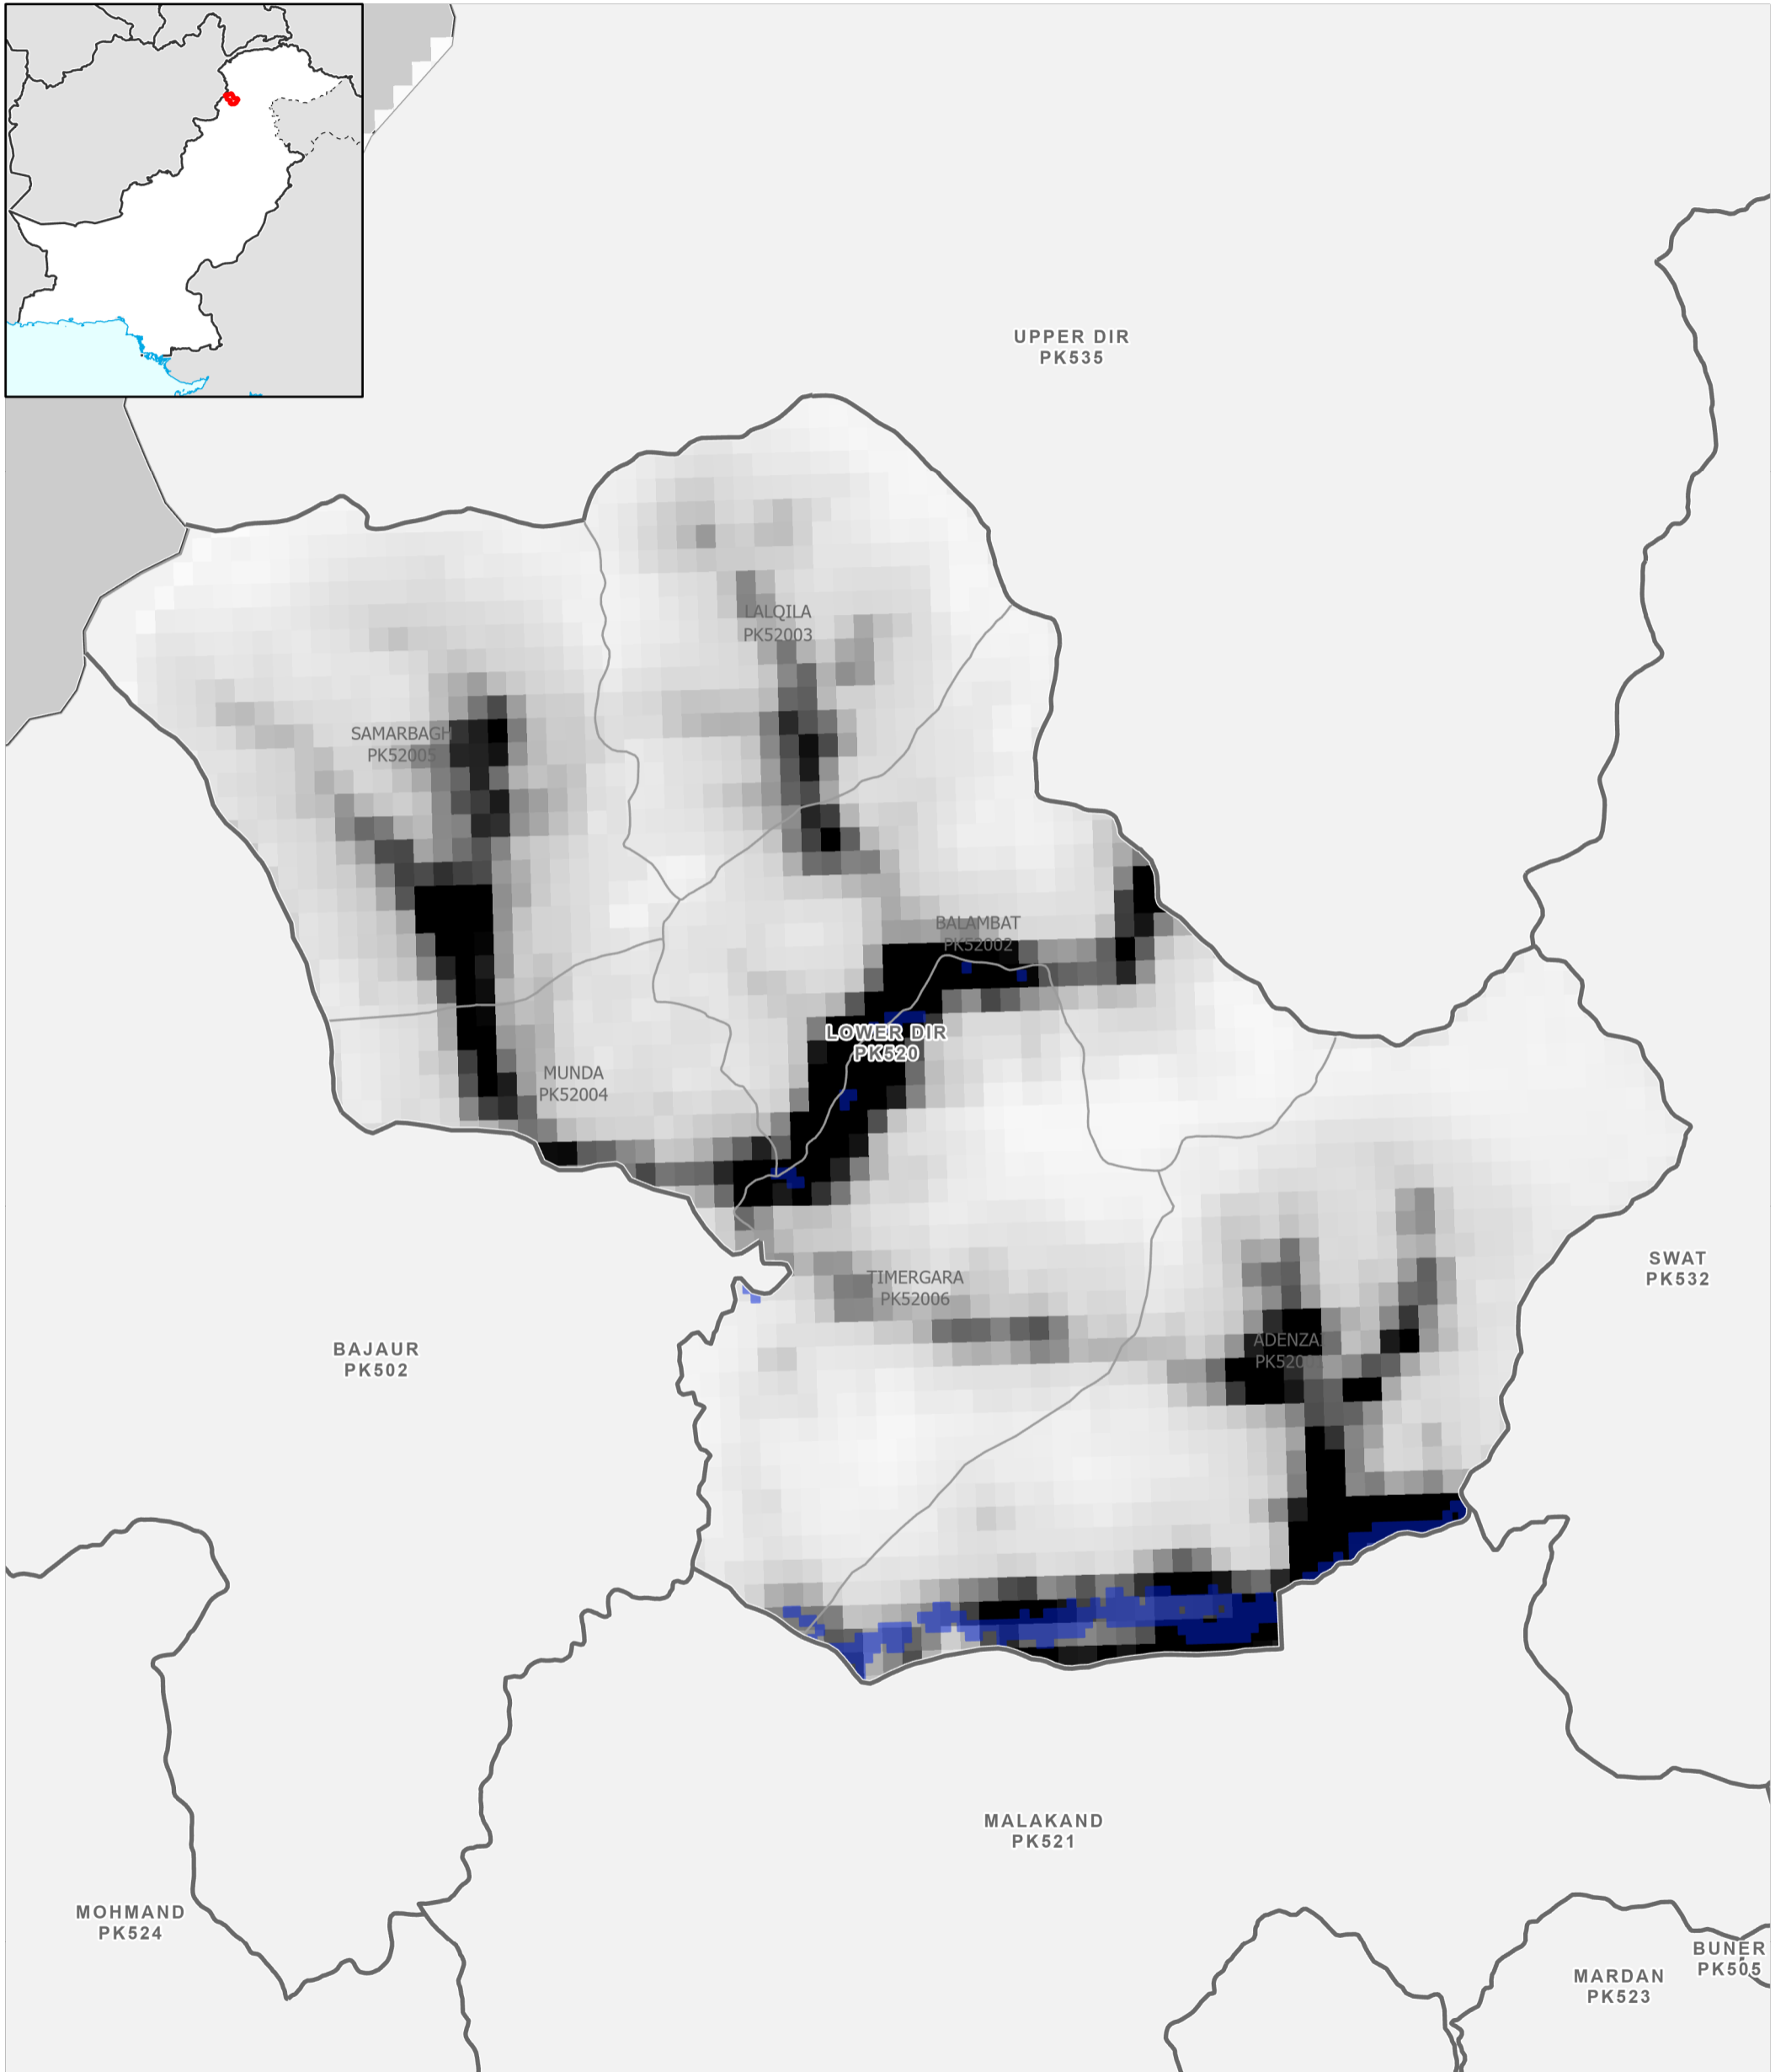 UPPER DIR
PK535
LALQILA
PK52003
SAMARBAGH
PK52005
BALAMBAT
PK52002
LOWER DIR
PK520
MUNDA
PK52004
TIMERGARA
PK52006
SWAT
PK532
BAJAUR
PK502
MALAKAND
PK521
MOHMAND
PK524
MARDAN
PK523
BUNER
PK505